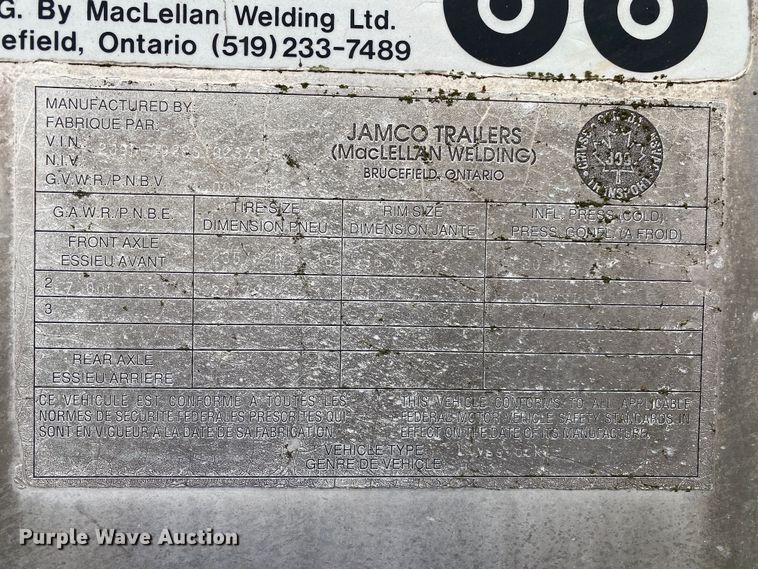 G. By MacLellan Welding Ltd.
efield, Ontario (519) 233-7489
MANUFACTURED BY
FABRIQUE PAR.
V.I.N.
N.I.V.
G.V.W.R./P.N.B.V.
JAMCO TRAILERS
(MacLELLAN WELDING)
BRUCEFIELD, ONTARIO
G.A.W.R./P.N.B.E.
TIRE SIZE
DIMENSION PNEU
RIM SIZE
DIMENSION JANTE
INFL. PRESS (COLD).
PRESS. GONFL. (A FROID)
FRONT AXLE
ESSIEU AVANT
2
3
REAR AXLE
ESSIEU ARRIERE
CE VEHICULE EST CONFORME A TOUTES LES
NORMES DE SECURITE FEDERALES PRESCRITES QUI
SONT EN VIGUEUR A LA DATE DE SA FABRICATION.
THIS VEHICLE CONFORMS TO ALL APPLICABLE
FEDERAL MOTOR VEHICLE SAFETY STANDARDS IN
EFFECT ON THE DATE OF ITS MANUFACTURE.
VEHICLE TYPE
GENRE DE VEHICLE
LIVESTOCK
Purple Wave Auction